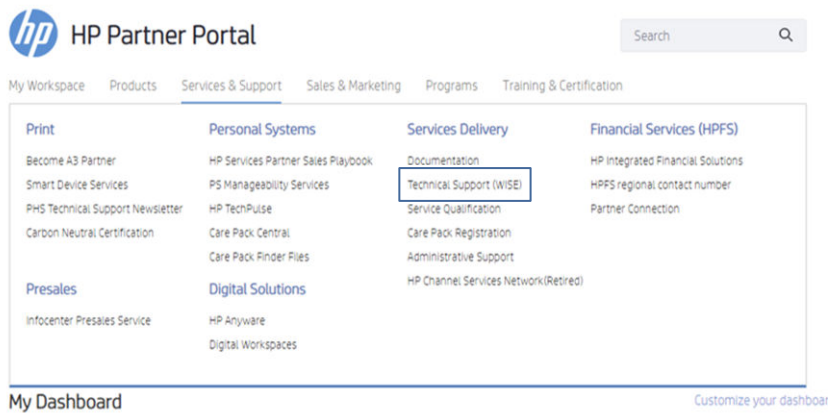 hp HP Partner Portal
Search
My Workspace Products Services & Support Sales & Marketing Programs Training & Certification
Print
Become A3 Partner
Smart Device Services
PHS Technical Support Newsletter
Carbon Neutral Certification
Presales
Infocenter Presales Service
Personal Systems
HP Services Partner Sales Playbook
PS Manageability Services
HP TechPulse
Care Pack Central
Care Pack Finder Files
Digital Solutions
HP Anyware
Digital Workspaces
Services Delivery
Documentation
Technical Support (WISE)
Service Qualification
Care Pack Registration
Administrative Support
HP Channel Services Network(Retired)
Financial Services (HPFS)
HP Integrated Financial Solutions
HPFS regional contact number
Partner Connection
My Dashboard
Customize your dashboar